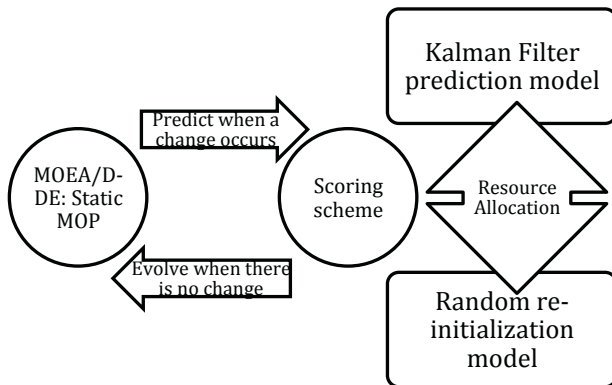 Kalman Filter
prediction model
Predict when a
change occurs
MOEA/D-
DE: Static
MOP
Scoring
scheme
Resource
Allocation
Evolve when there
is no change
Random re-
initialization
model